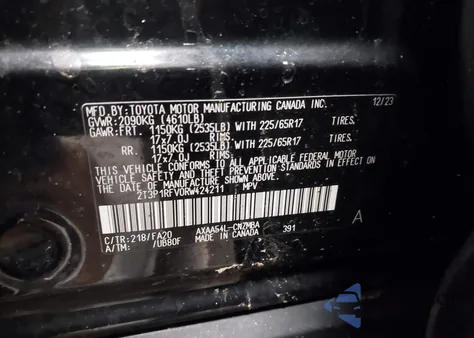 MFD.BY:TOYOTA MOTOR MANUFACTURING CANADA INC. 12/23
GVWR:2090KG (4610LB)
GAWR:FRT. 1150KG (2535LB) WITH 225/65R17 TIRES.
17x7.0J RIMS.
RR. 1150KG (2535LB) WITH 225/65R17 TIRES.
17x7.0J RIMS.
THIS VEHICLE CONFORMS TO ALL APPLICABLE FEDERAL MOTOR
VEHICLE SAFETY AND THEFT PREVENTION STANDARDS IN EFFECT
ON THE DATE OF MANUFACTURE SHOWN ABOVE.
2T3P1RFV0RW424211 MPV
C/TR:218/FA20 AXAA54L-CNZMBA 391 A
A/TM: /UB80F MADE IN CANADA